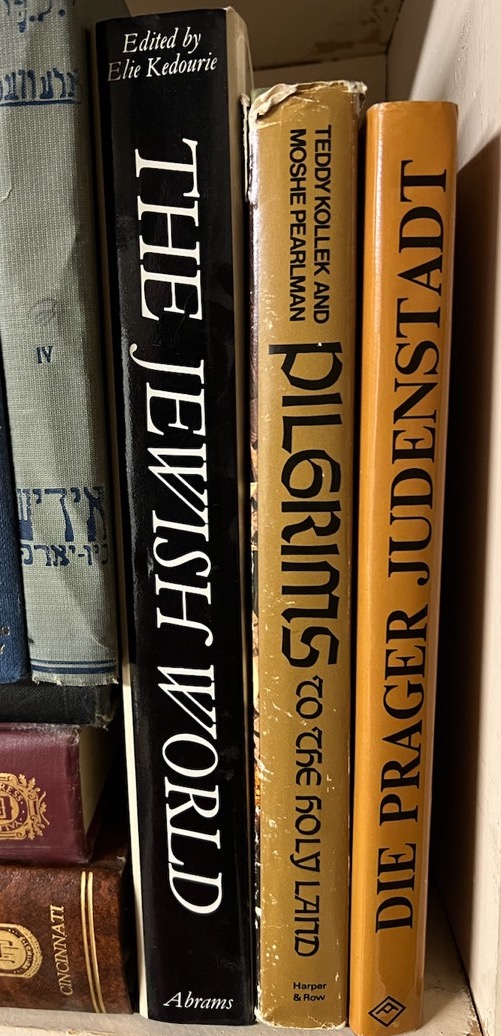 IV
Edited by
Elie Kedourie
THE JEWISH WORLD
Abrams
TEDDY KOLLEK AND
MOSHE PEARLMAN
PILGRIMS TO THE HOLY LAND
Harper
& Row
DIE PRAGER JUDENSTADT
CINCINNATI